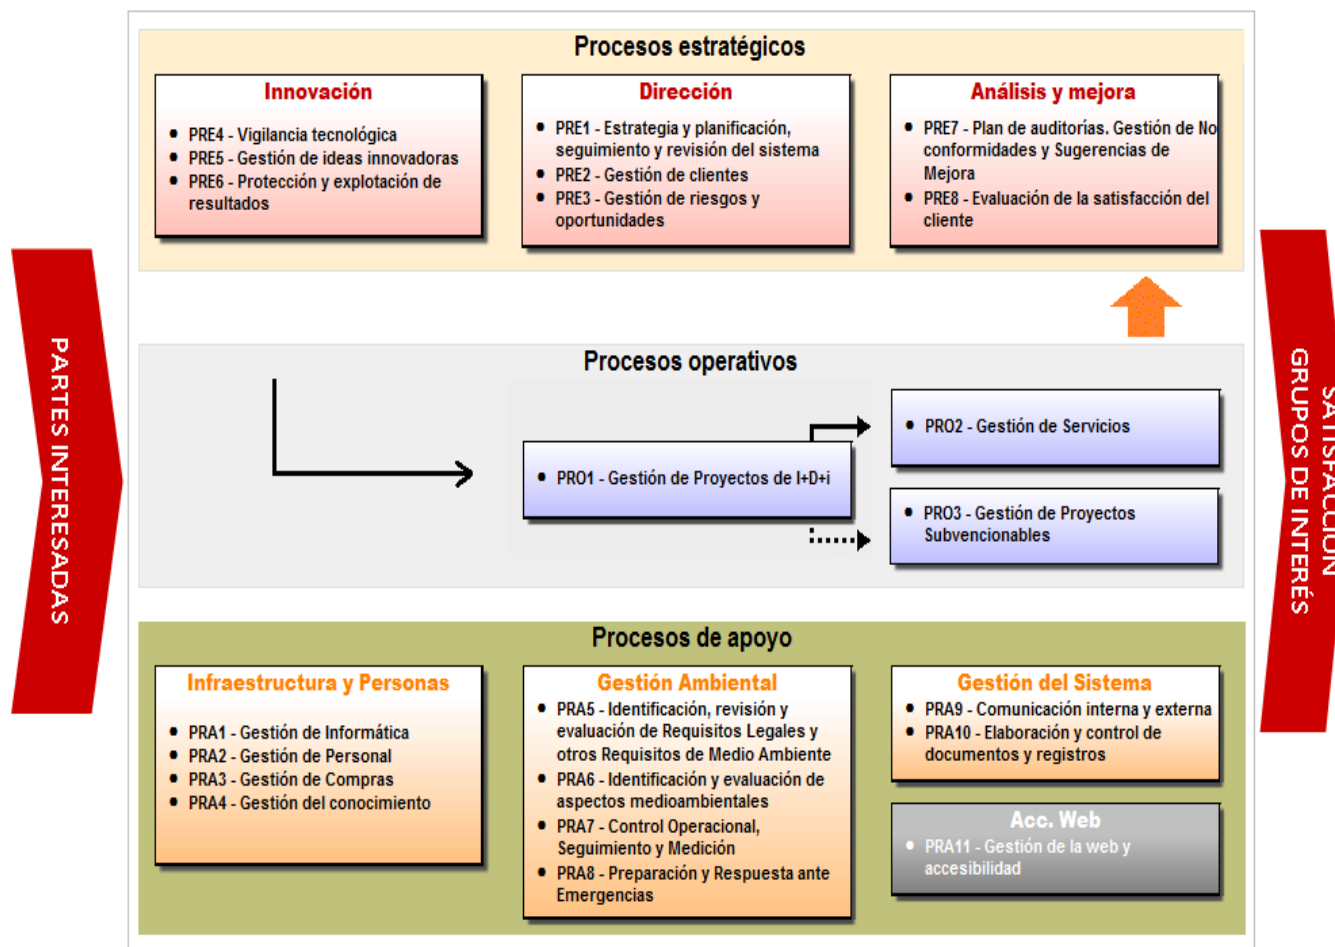 Procesos estratégicos
Innovación
• PRE4 - Vigilancia tecnológica
• PRE5 - Gestión de ideas innovadoras
• PRE6 - Protección y explotación de
resultados
Dirección
• PRE1 - Estrategia y planificación,
seguimiento y revisión del sistema
• PRE2 - Gestión de clientes
• PRE3 - Gestión de riesgos y
oportunidades
Análisis y mejora
• PRE7 - Plan de auditorías. Gestión de No
conformidades y Sugerencias de
Mejora
• PRE8 - Evaluación de la satisfacción del
cliente
PARTES INTERESADAS
Procesos operativos
• PRO1 - Gestión de Proyectos de I+D+i
• PRO2 - Gestión de Servicios
• PRO3 - Gestión de Proyectos
Subvencionables
SATISFACCIÓN
GRUPOS DE INTERÉS
Procesos de apoyo
Infraestructura y Personas
• PRA1 - Gestión de Informática
• PRA2 - Gestión de Personal
• PRA3 - Gestión de Compras
• PRA4 - Gestión del conocimiento
Gestión Ambiental
• PRA5 - Identificación, revisión y
evaluación de Requisitos Legales y
otros Requisitos de Medio Ambiente
• PRA6 - Identificación y evaluación de
aspectos medioambientales
• PRA7 - Control Operacional,
Seguimiento y Medición
• PRA8 - Preparación y Respuesta ante
Emergencias
Gestión del Sistema
• PRA9 - Comunicación interna y externa
• PRA10 - Elaboración y control de
documentos y registros
Acc. Web
• PRA11 - Gestión de la web y
accesibilidad